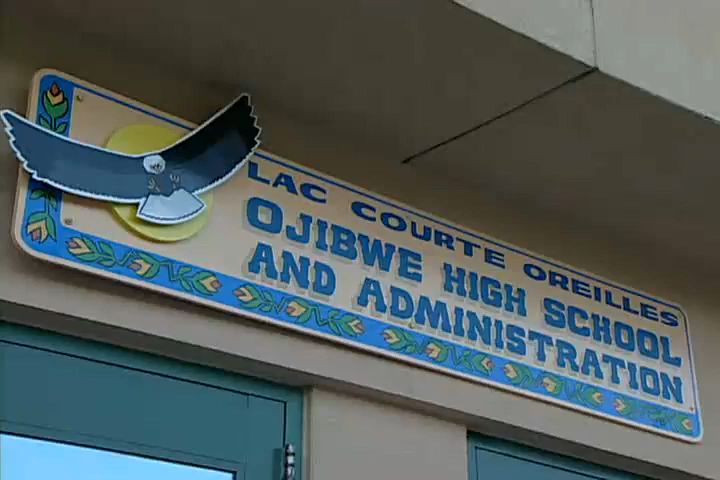 LAC COURTE OREILLES
OJIBWE HIGH SCHOOL
AND ADMINISTRATION